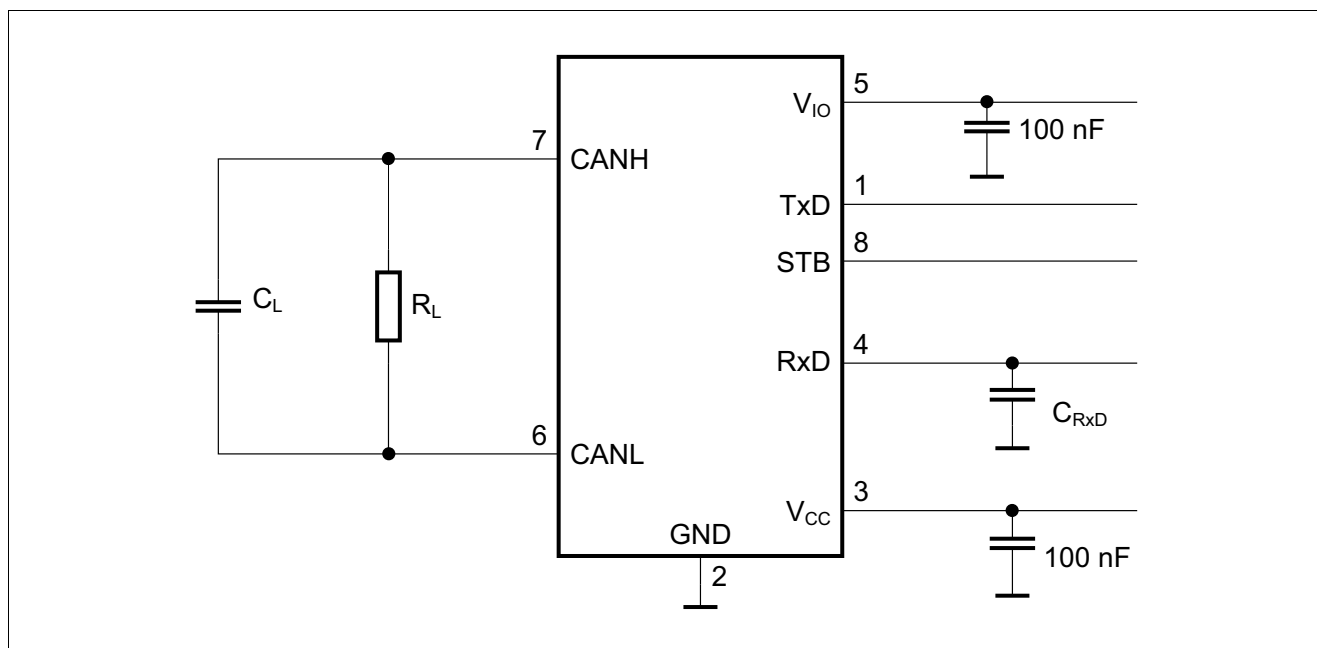 5
V_IO
100 nF
7
CANH
1
TxD
8
STB
C_L
R_L
4
RxD
C_RxD
6
CANL
3
V_CC
GND
100 nF
2